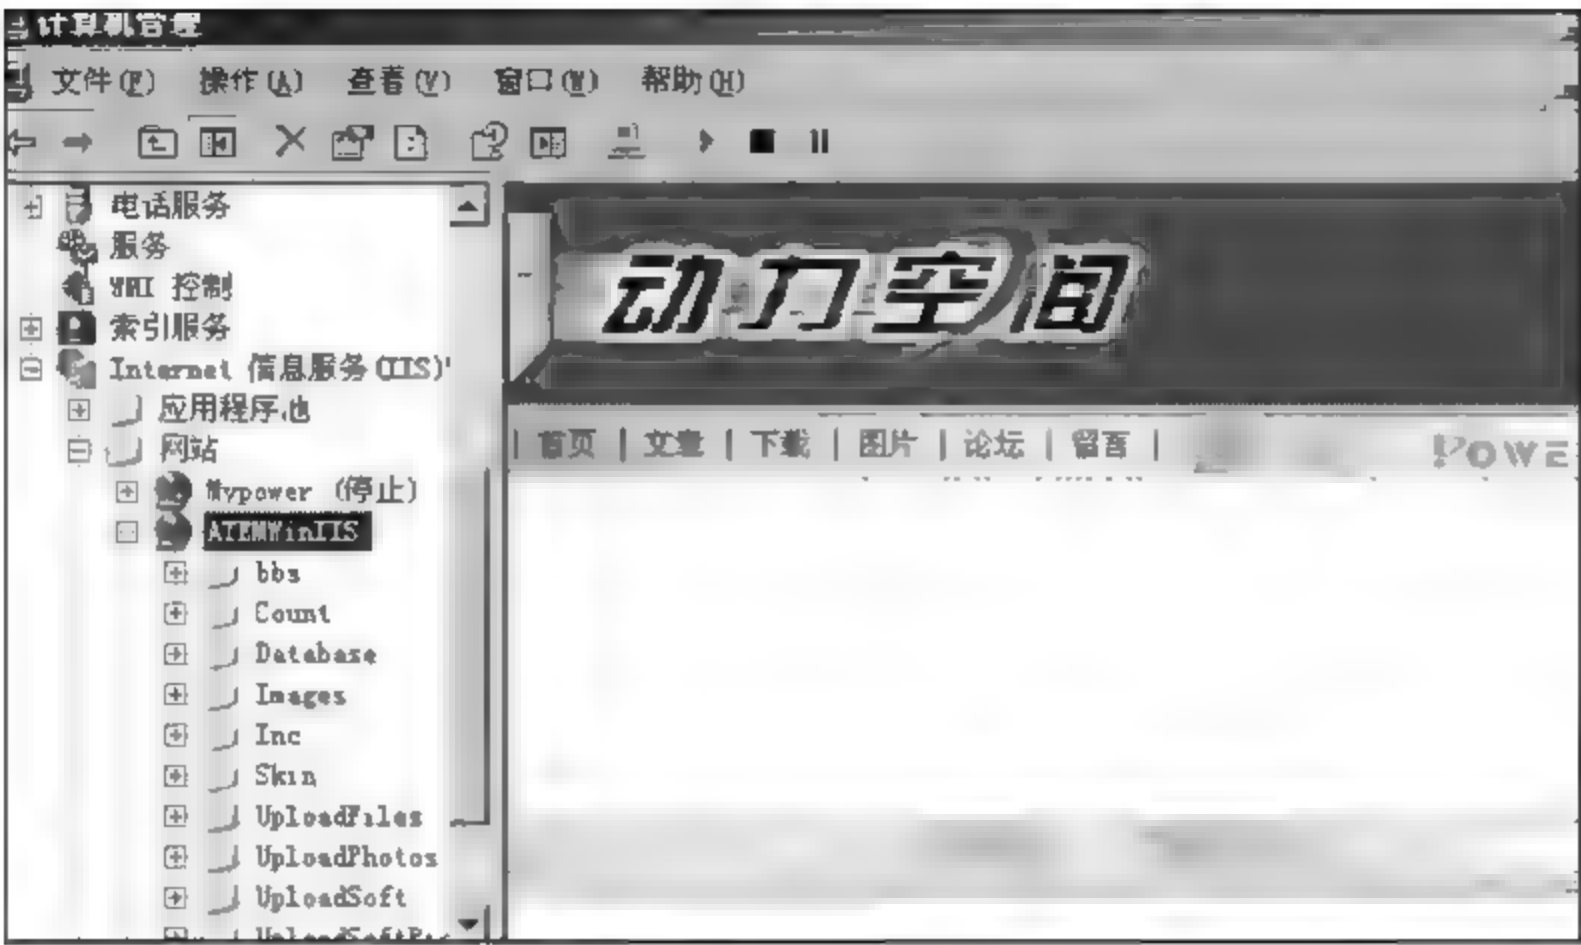 计算机管理
文件(F) 操作(A) 查看(V) 窗口(W) 帮助(H)
电话服务
服务
WMI 控制
索引服务
Internet 信息服务(IIS)
应用程序池
网站
Mypower (停止)
ATEMWinIIS
bbs
Count
Database
Images
Inc
Skin
UploadFiles
UploadPhotos
UploadSoft
动力空间
首页 | 文章 | 下载 | 图片 | 论坛 | 留言 |
POWE